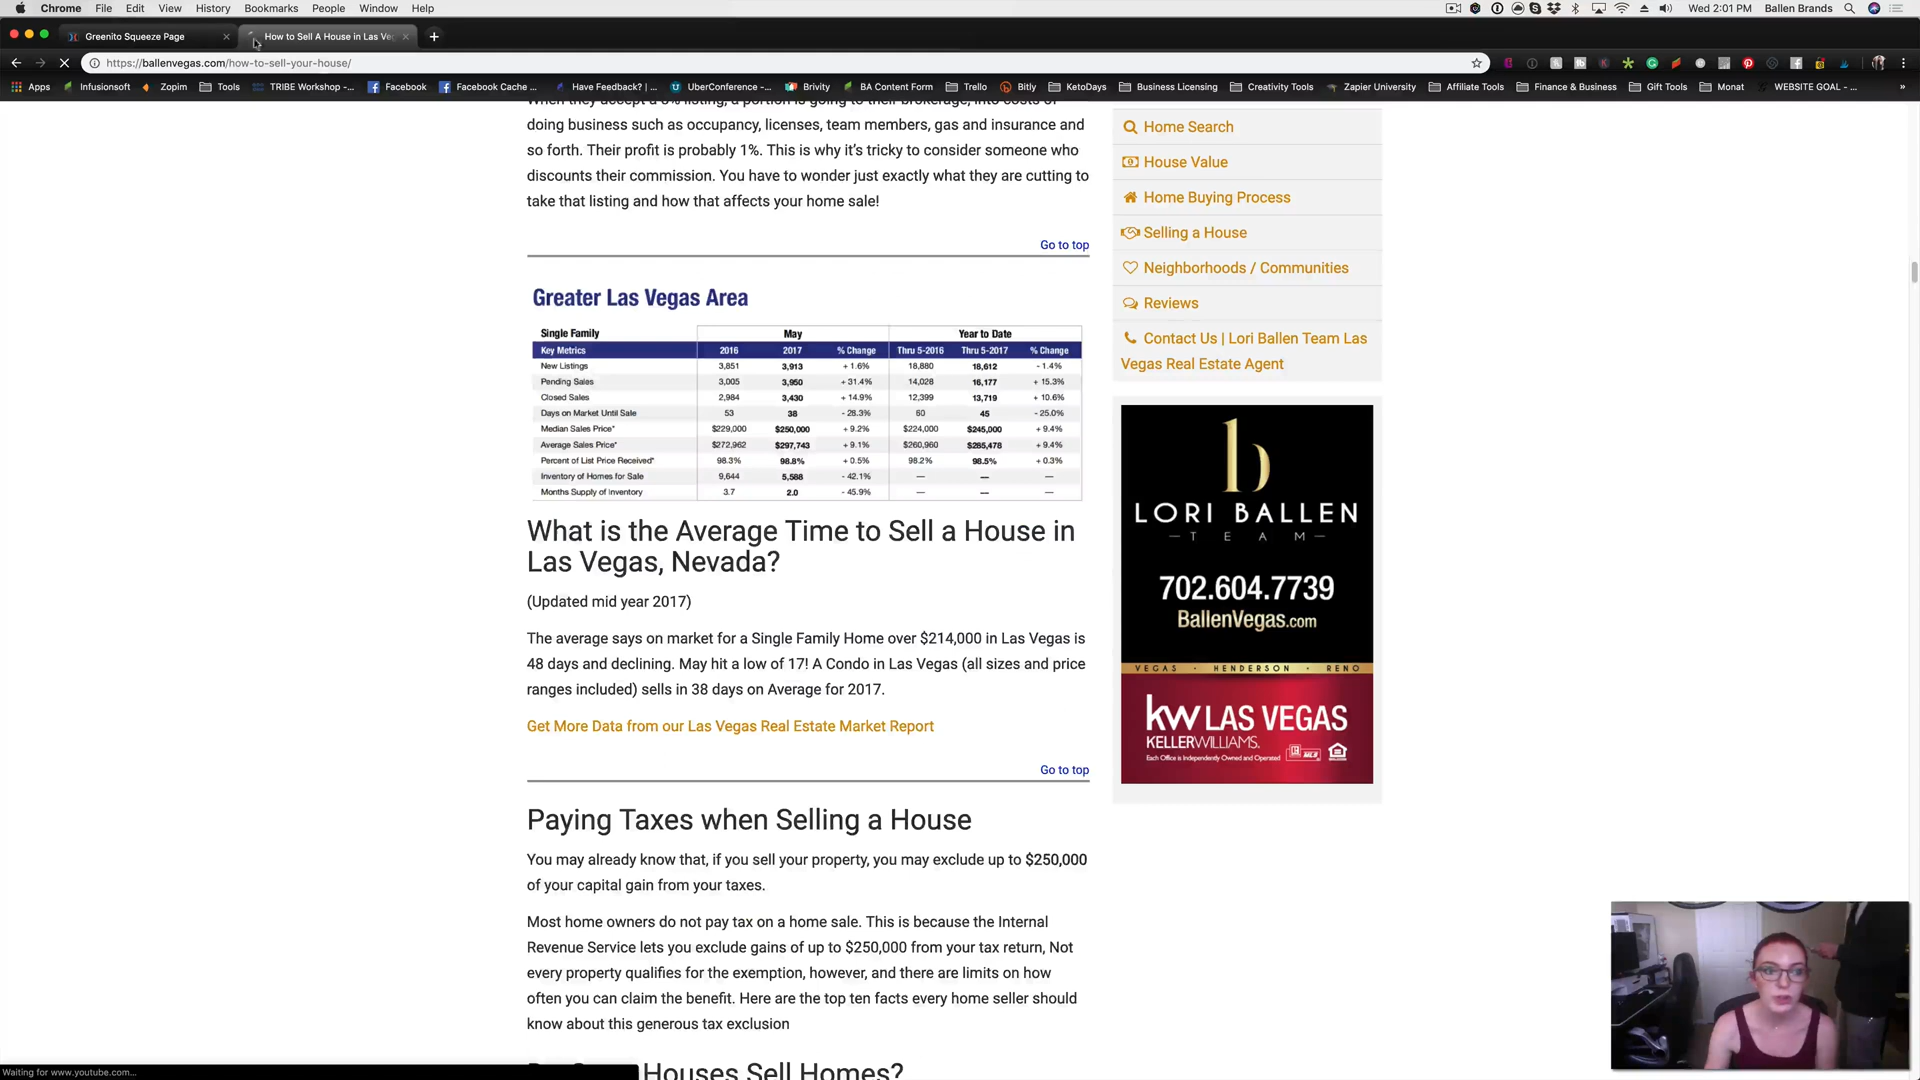 Chrome File Edit View History Bookmarks People Window Help
Wed 2:01 PM Ballen Brands
Greenito Squeeze Page
How to Sell A House in Las Ve
https://ballenvegas.com/how-to-sell-your-house/
Apps Infusionsoft Zopim Tools TRIBE Workshop -... Facebook Facebook Cache ... Have Feedback? |... UberConference -... Brivity BA Content Form Trello Bitly KetoDays Business Licensing Creativity Tools Zapier University Affiliate Tools Finance & Business Gift Tools Monat WEBSITE GOAL - ... »
doing business such as occupancy, licenses, team members, gas and insurance and
so forth. Their profit is probably 1%. This is why it's tricky to consider someone who
discounts their commission. You have to wonder just exactly what they are cutting to
take that listing and how that affects your home sale!
Go to top
Greater Las Vegas Area
Single Family May Year to Date
Key Metrics 2016 2017 % Change Thru 5-2016 Thru 5-2017 % Change
New Listings 3,851 3,913 + 1.6% 18,880 18,612 - 1.4%
Pending Sales 3,005 3,950 + 31.4% 14,028 16,177 + 15.3%
Closed Sales 2,984 3,430 + 14.9% 12,399 13,719 + 10.6%
Days on Market Until Sale 53 38 - 28.3% 60 45 - 25.0%
Median Sales Price* $229,000 $250,000 + 9.2% $224,000 $245,000 + 9.4%
Average Sales Price* $272,962 $297,743 + 9.1% $260,960 $285,478 + 9.4%
Percent of List Price Received* 98.3% 98.8% + 0.5% 98.2% 98.5% + 0.3%
Inventory of Homes for Sale 9,644 5,588 - 42.1% — — —
Months Supply of Inventory 3.7 2.0 - 45.9% — — —
What is the Average Time to Sell a House in
Las Vegas, Nevada?
(Updated mid year 2017)
The average says on market for a Single Family Home over $214,000 in Las Vegas is
48 days and declining. May hit a low of 17! A Condo in Las Vegas (all sizes and price
ranges included) sells in 38 days on Average for 2017.
Get More Data from our Las Vegas Real Estate Market Report
Go to top
Paying Taxes when Selling a House
You may already know that, if you sell your property, you may exclude up to $250,000
of your capital gain from your taxes.
Most home owners do not pay tax on a home sale. This is because the Internal
Revenue Service lets you exclude gains of up to $250,000 from your tax return, Not
every property qualifies for the exemption, however, and there are limits on how
often you can claim the benefit. Here are the top ten facts every home seller should
know about this generous tax exclusion
Houses Sell Homes?
Home Search
House Value
Home Buying Process
Selling a House
Neighborhoods / Communities
Reviews
Contact Us | Lori Ballen Team Las
Vegas Real Estate Agent
b
LORI BALLEN
TEAM
702.604.7739
BallenVegas.com
VEGAS · HENDERSON · RENO
kw LAS VEGAS
KELLERWILLIAMS.
Each Office is Independently Owned and Operated
MLS
Waiting for www.youtube.com...